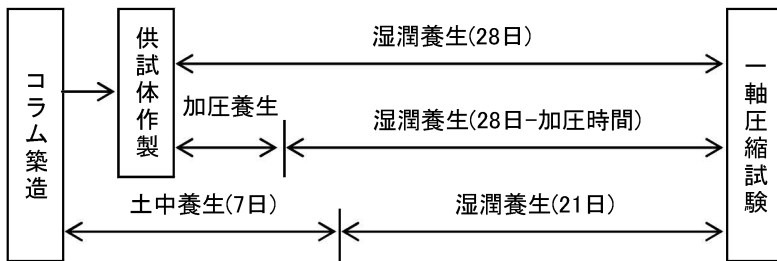 コラム築造
供試体作製
湿潤養生(28日)
加圧養生
湿潤養生(28日-加圧時間)
土中養生(7日)
湿潤養生(21日)
一軸圧縮試験